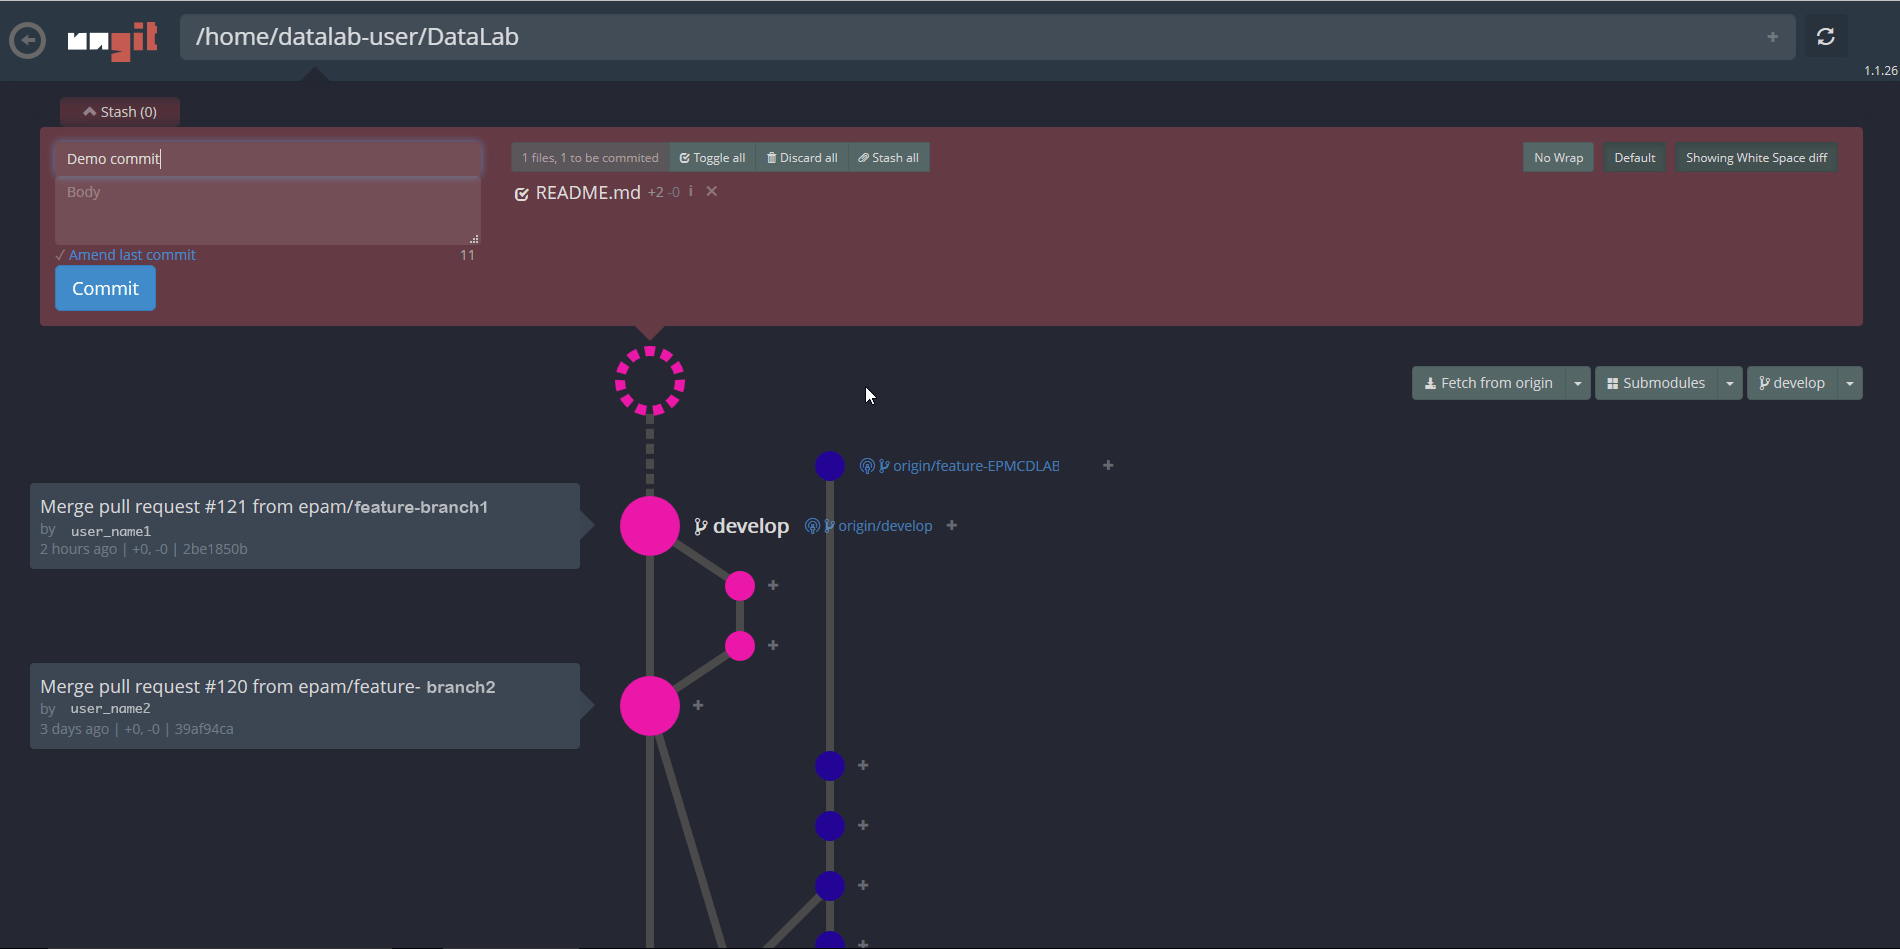 ungit
/home/datalab-user/DataLab
+
1.1.26
Stash (0)
Demo commit
1 files, 1 to be commited Toggle all Discard all Stash all
No Wrap Default Showing White Space diff
Body
README.md +2 -0 i ✕
✓ Amend last commit 11
Commit
Fetch from origin Submodules develop
origin/feature-EPMCDLAB +
Merge pull request #121 from epam/feature-branch1
by user_name1
2 hours ago | +0, -0 | 2be1850b
develop origin/develop +
+
+
Merge pull request #120 from epam/feature- branch2
by user_name2
3 days ago | +0, -0 | 39af94ca
+
+
+
+
+